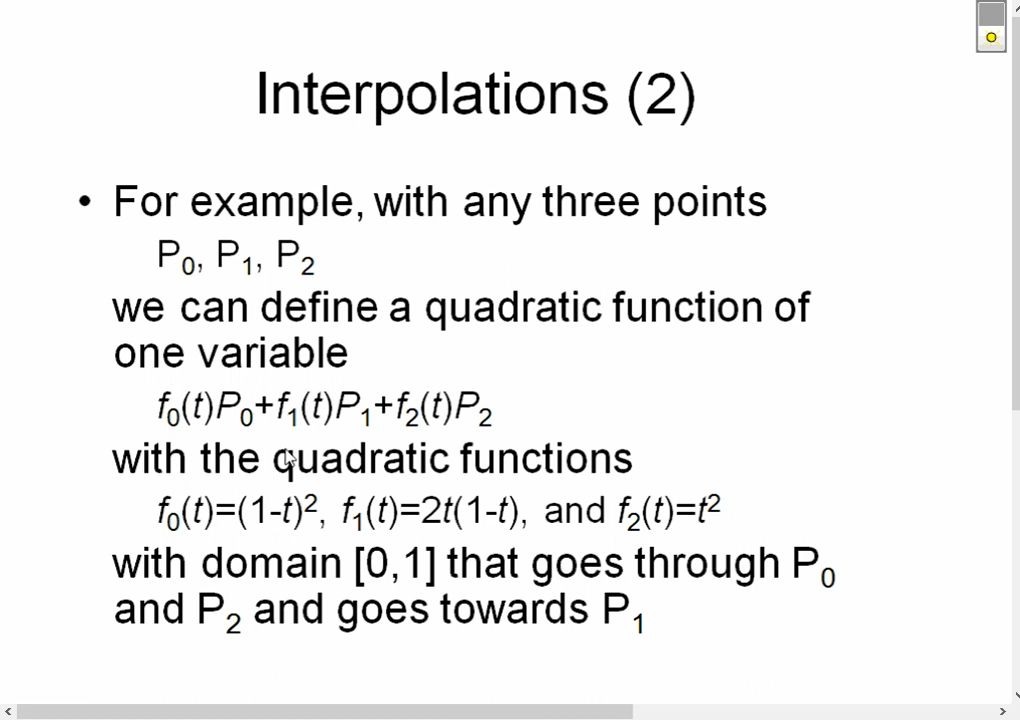 Interpolations (2)
• For example, with any three points
P₀, P₁, P₂
we can define a quadratic function of
one variable
f₀(t)P₀+f₁(t)P₁+f₂(t)P₂
with the quadratic functions
f₀(t)=(1-t)², f₁(t)=2t(1-t), and f₂(t)=t²
with domain [0,1] that goes through P₀
and P₂ and goes towards P₁